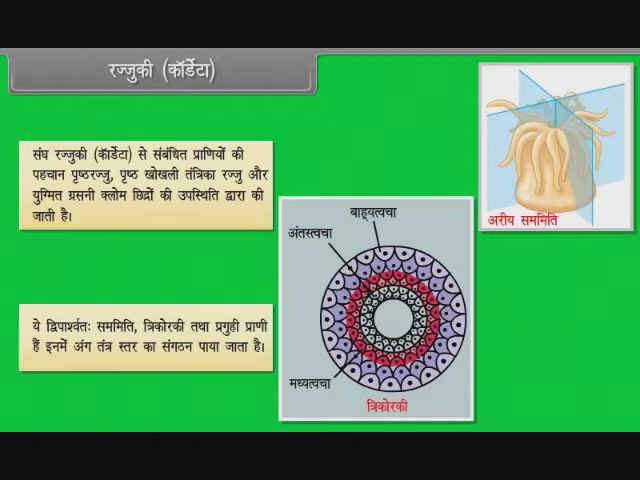 रज्जुकी (कॉर्डेटा)
संघ रज्जुकी (कॅार्डेटा) से संबंधित प्राणियों की
पहचान पृष्ठरज्जु, पृष्ठ खोखली तंत्रिका रज्जु और
युग्मित ग्रसनी क्लोम छिद्रों की उपस्थिति द्वारा की
जाती है।
अरीय सममिति
बाह्यत्वचा
अंतस्त्वचा
मध्यत्वचा
त्रिकोरकी
ये द्विपार्श्वतः सममिति, त्रिकोरकी तथा प्रगुही प्राणी
हैं इनमें अंग तंत्र स्तर का संगठन पाया जाता है।